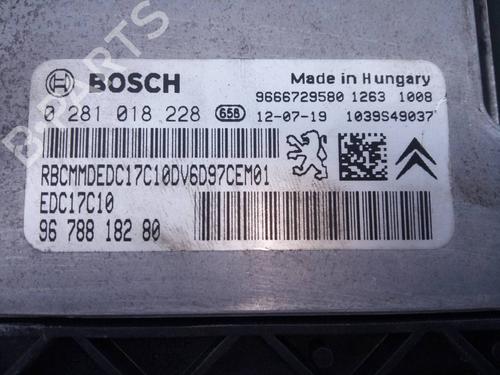 BOSCH
Made in Hungary
9666729580 1263 1008
0 281 018 228 658 12-07-19 1039S49037
RBCMMDEDC17C10DV6D97CEM01
EDC17C10
96 788 182 80
B-PARTS